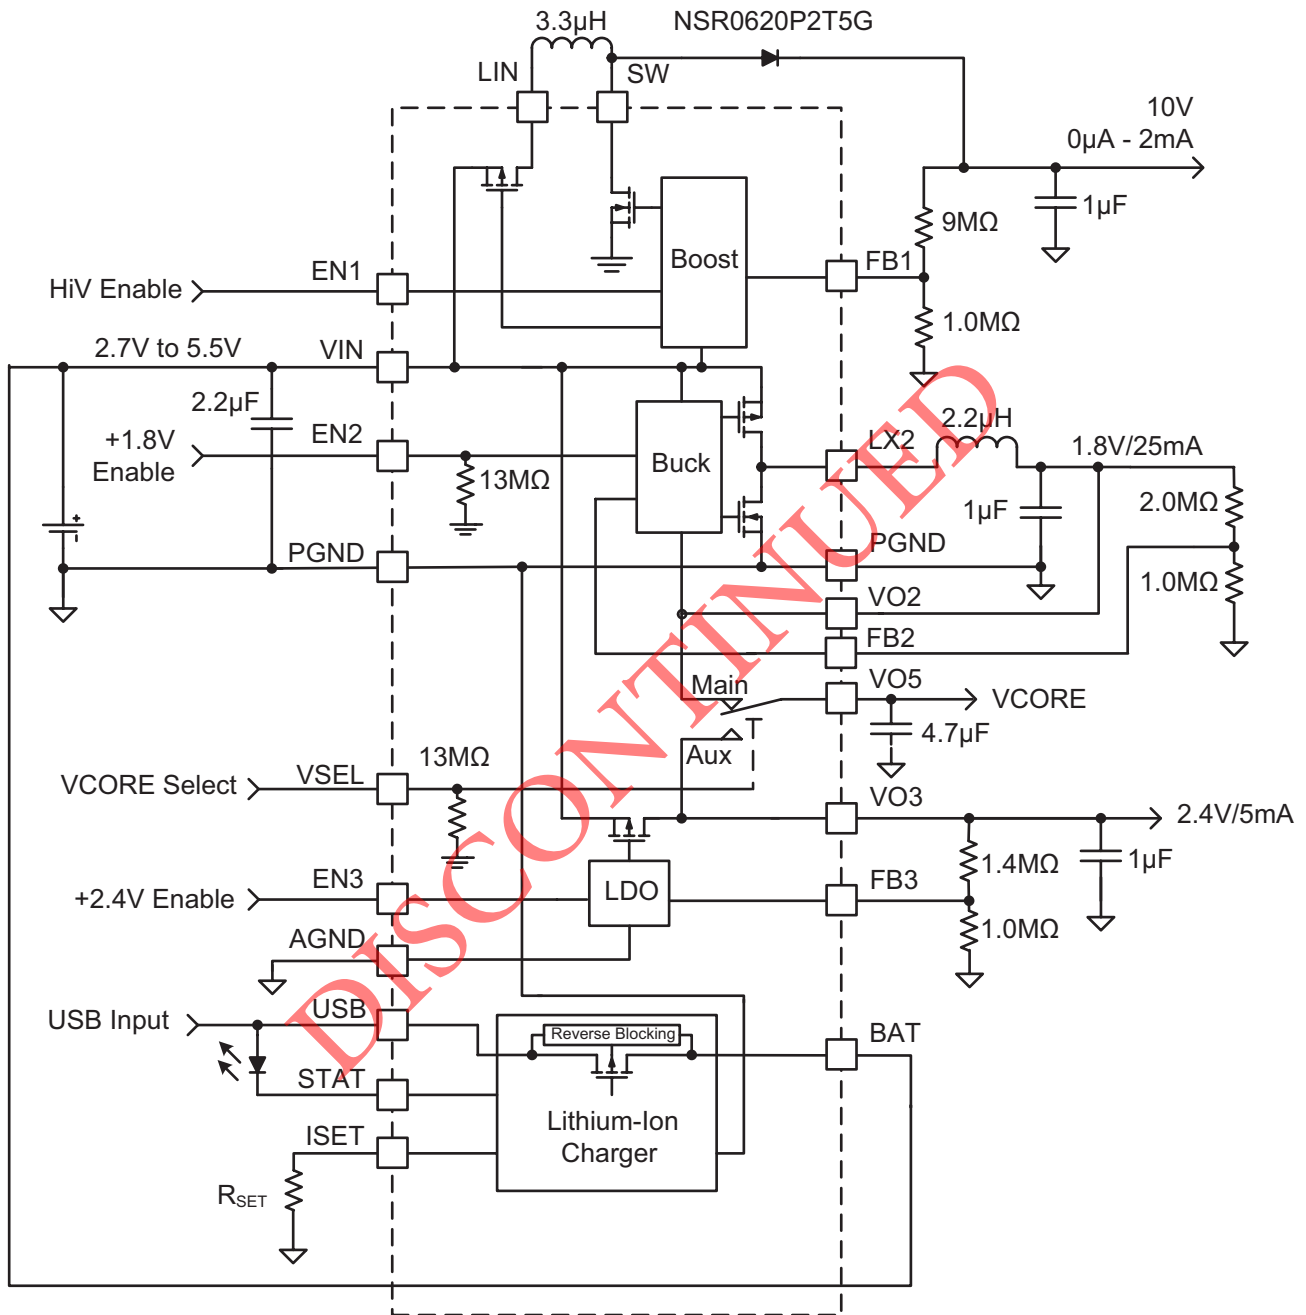 3.3µH
NSR0620P2T5G
LIN
SW
10V
0µA - 2mA
1µF
9MΩ
Boost
FB1
EN1
HiV Enable
1.0MΩ
2.7V to 5.5V
VIN
2.2µF
2.2µH
+1.8V
Enable
EN2
LX2
1.8V/25mA
Buck
13MΩ
2.0MΩ
1µF
PGND
PGND
1.0MΩ
VO2
FB2
Main
VO5
VCORE
4.7µF
Aux
13MΩ
VCORE Select
VSEL
VO3
2.4V/5mA
1.4MΩ
1µF
+2.4V Enable
EN3
LDO
FB3
1.0MΩ
AGND
USB Input
USB
Reverse Blocking
BAT
STAT
Lithium-Ion
Charger
ISET
RSET
DISCONTINUED